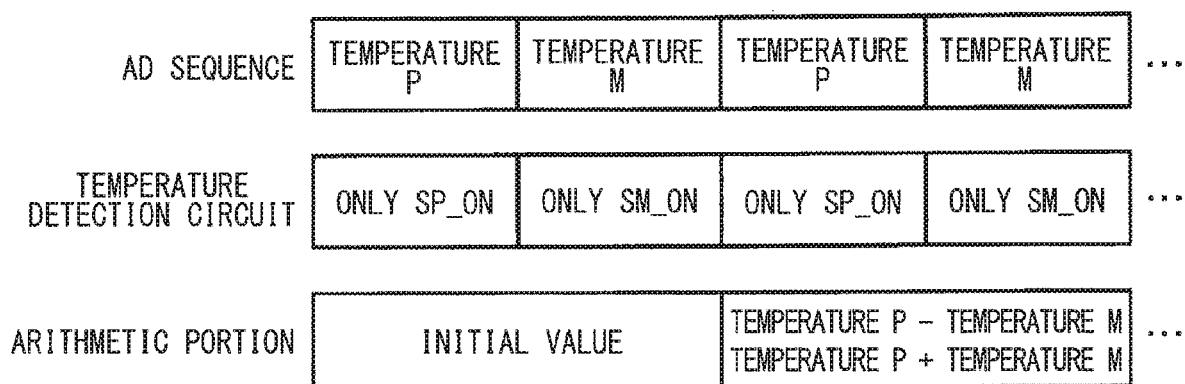 AD SEQUENCE
TEMPERATURE P
TEMPERATURE M
TEMPERATURE P
TEMPERATURE M
...
TEMPERATURE
DETECTION CIRCUIT
ONLY SP_ON
ONLY SM_ON
ONLY SP_ON
ONLY SM_ON
...
ARITHMETIC PORTION
INITIAL VALUE
TEMPERATURE P - TEMPERATURE M
TEMPERATURE P + TEMPERATURE M
...